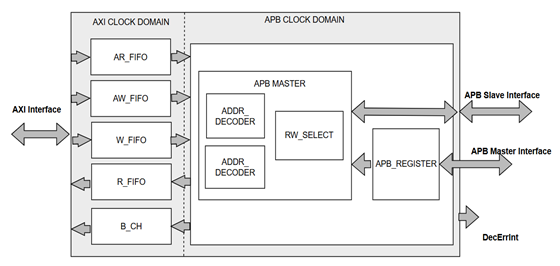 AXI CLOCK DOMAIN
APB CLOCK DOMAIN
AR_FIFO
AW_FIFO
W_FIFO
R_FIFO
B_CH
APB MASTER
ADDR_
DECODER
RW_SELECT
ADDR_
DECODER
APB_REGISTER
AXI Interface
APB Slave Interface
APB Master Interface
DecErrInt